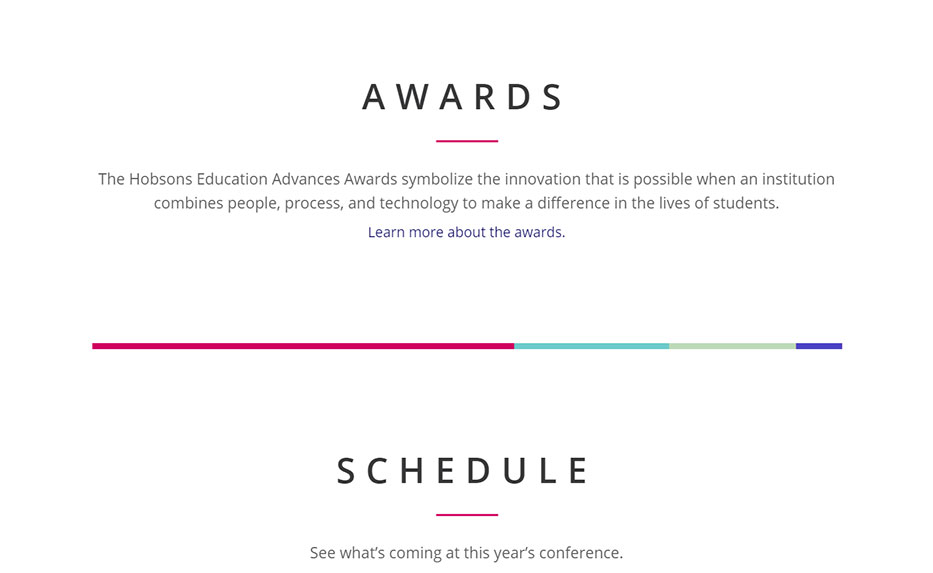 AWARDS
The Hobsons Education Advances Awards symbolize the innovation that is possible when an institution
combines people, process, and technology to make a difference in the lives of students.
Learn more about the awards.
SCHEDULE
See what’s coming at this year’s conference.